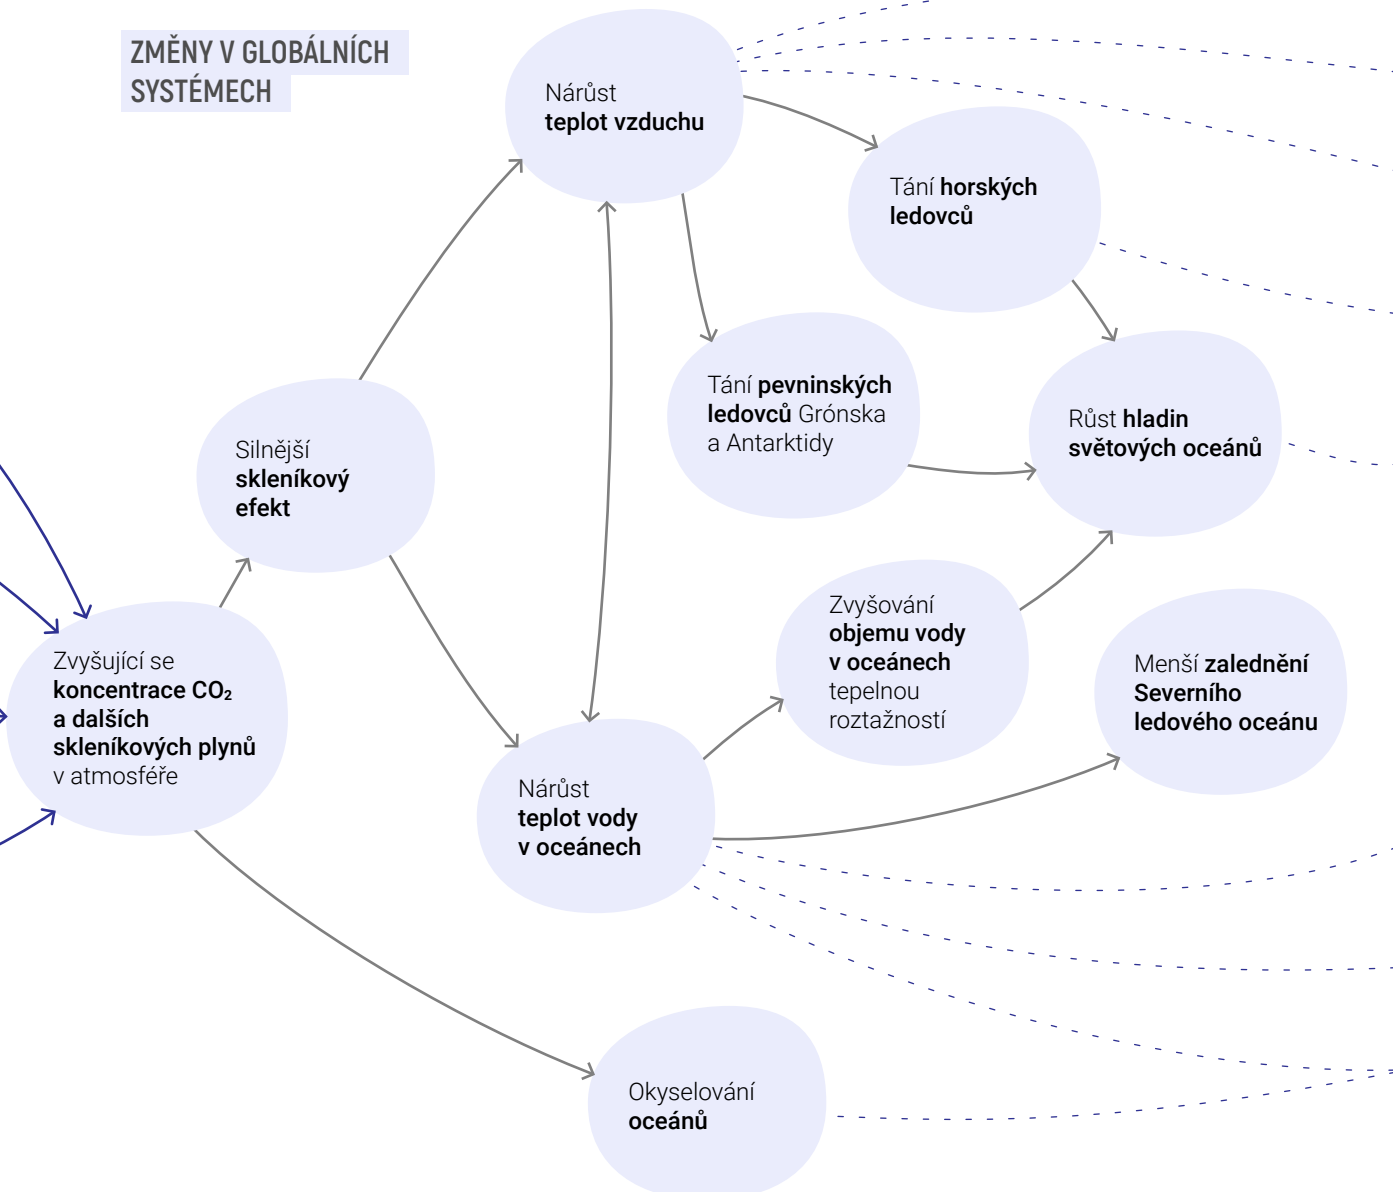 ZMĚNY V GLOBÁLNÍCH
SYSTÉMECH
Nárůst
teplot vzduchu
Tání horských
ledovců
Tání pevninských
ledovců Grónska
a Antarktidy
Růst hladin
světových oceánů
Silnější
skleníkový
efekt
Zvyšování
objemu vody
v oceánech
tepelnou
roztažností
Menší zalednění
Severního
ledového oceánu
Zvyšující se
koncentrace CO₂
a dalších
skleníkových plynů
v atmosféře
Nárůst
teplot vody
v oceánech
Okyselování
oceánů